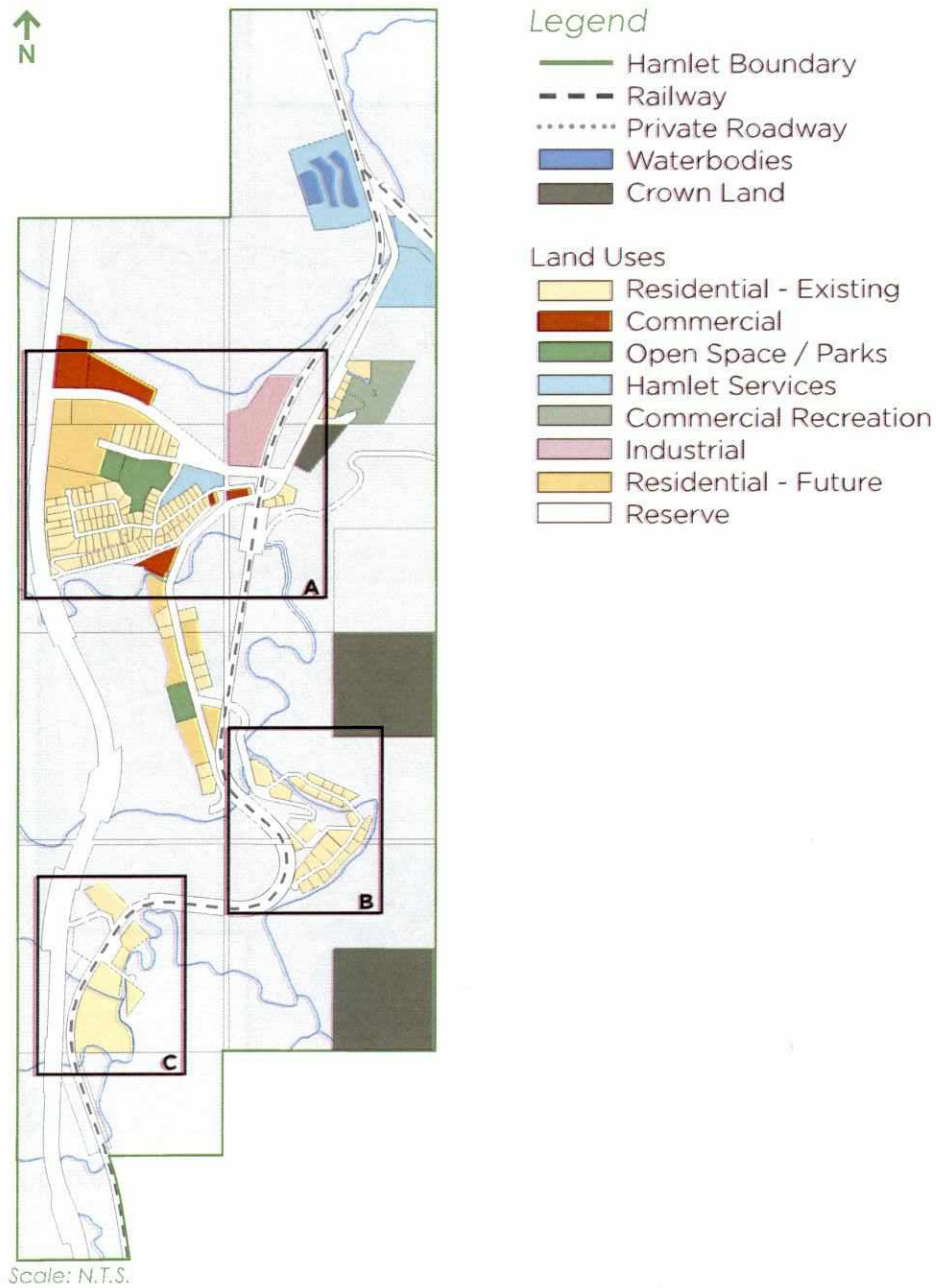 N
Legend
Hamlet Boundary
Railway
Private Roadway
Waterbodies
Crown Land
Land Uses
Residential - Existing
Commercial
Open Space / Parks
Hamlet Services
Commercial Recreation
Industrial
Residential - Future
Reserve
A
B
C
Scale: N.T.S.